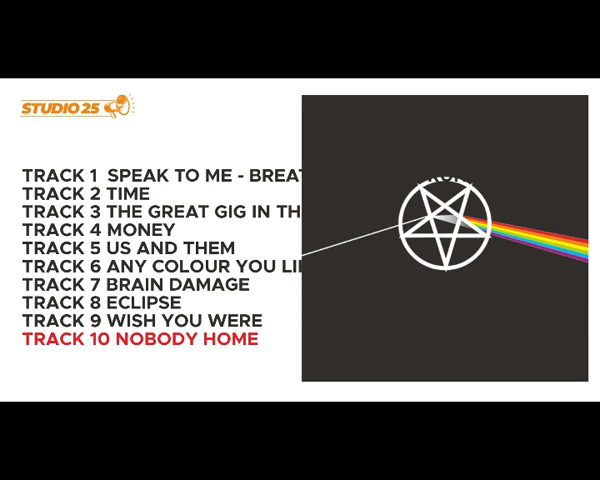 STUDIO 25
TRACK 1 SPEAK TO ME - BREAT
TRACK 2 TIME
TRACK 3 THE GREAT GIG IN TH
TRACK 4 MONEY
TRACK 5 US AND THEM
TRACK 6 ANY COLOUR YOU LI
TRACK 7 BRAIN DAMAGE
TRACK 8 ECLIPSE
TRACK 9 WISH YOU WERE
TRACK 10 NOBODY HOME